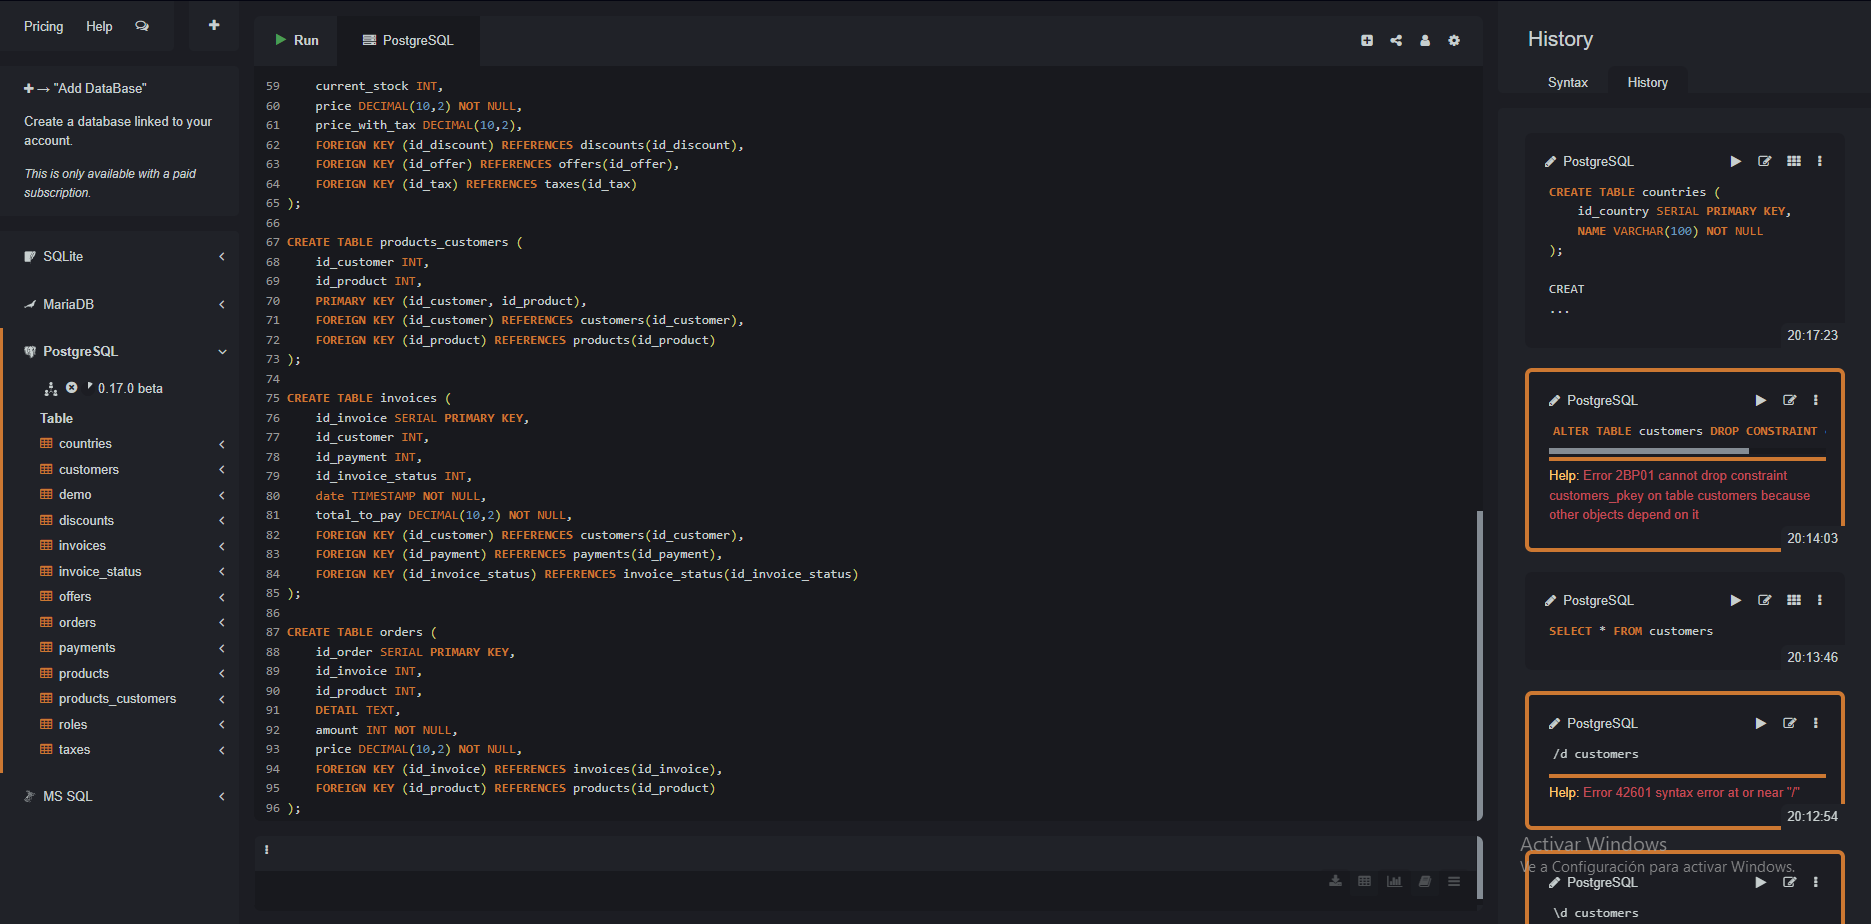 Pricing Help
"Add DataBase"
Create a database linked to your
account.
This is only available with a paid
subscription.
SQLite
MariaDB
PostgreSQL
0.17.0 beta
Table
countries
customers
demo
discounts
invoices
invoice_status
offers
orders
payments
products
products_customers
roles
taxes
MS SQL
Run PostgreSQL
59 current_stock INT,
60 price DECIMAL(10,2) NOT NULL,
61 price_with_tax DECIMAL(10,2),
62 FOREIGN KEY (id_discount) REFERENCES discounts(id_discount),
63 FOREIGN KEY (id_offer) REFERENCES offers(id_offer),
64 FOREIGN KEY (id_tax) REFERENCES taxes(id_tax)
65 );
66
67 CREATE TABLE products_customers (
68 id_customer INT,
69 id_product INT,
70 PRIMARY KEY (id_customer, id_product),
71 FOREIGN KEY (id_customer) REFERENCES customers(id_customer),
72 FOREIGN KEY (id_product) REFERENCES products(id_product)
73 );
74
75 CREATE TABLE invoices (
76 id_invoice SERIAL PRIMARY KEY,
77 id_customer INT,
78 id_payment INT,
79 id_invoice_status INT,
80 date TIMESTAMP NOT NULL,
81 total_to_pay DECIMAL(10,2) NOT NULL,
82 FOREIGN KEY (id_customer) REFERENCES customers(id_customer),
83 FOREIGN KEY (id_payment) REFERENCES payments(id_payment),
84 FOREIGN KEY (id_invoice_status) REFERENCES invoice_status(id_invoice_status)
85 );
86
87 CREATE TABLE orders (
88 id_order SERIAL PRIMARY KEY,
89 id_invoice INT,
90 id_product INT,
91 DETAIL TEXT,
92 amount INT NOT NULL,
93 price DECIMAL(10,2) NOT NULL,
94 FOREIGN KEY (id_invoice) REFERENCES invoices(id_invoice),
95 FOREIGN KEY (id_product) REFERENCES products(id_product)
96 );
History
Syntax History
PostgreSQL
CREATE TABLE countries (
id_country SERIAL PRIMARY KEY,
NAME VARCHAR(100) NOT NULL
);
CREAT
...
20:17:23
PostgreSQL
ALTER TABLE customers DROP CONSTRAINT
Help: Error 2BP01 cannot drop constraint
customers_pkey on table customers because
other objects depend on it
20:14:03
PostgreSQL
SELECT * FROM customers
20:13:46
PostgreSQL
/d customers
Help: Error 42601 syntax error at or near "/"
20:12:54
Activar Windows
Ve a Configuración para activar Windows.
PostgreSQL
\d customers